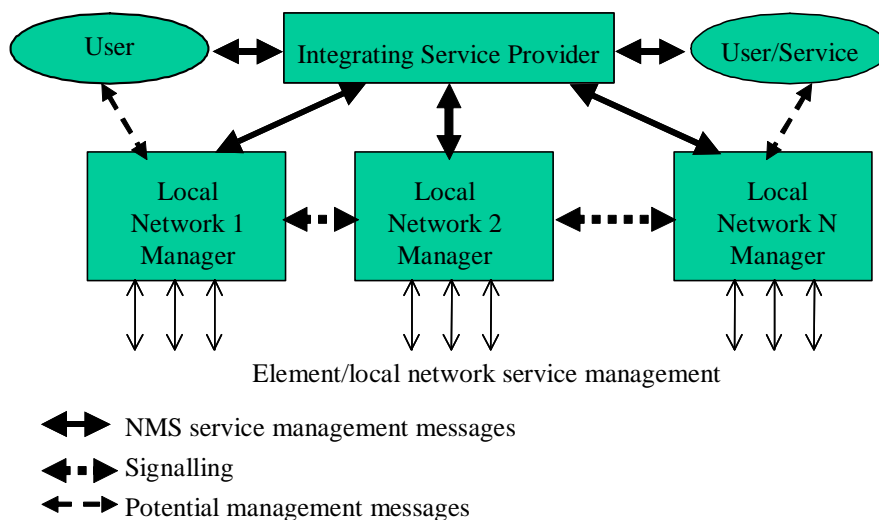 User
Integrating Service Provider
User/Service
Local
Network 1
Manager
Local
Network 2
Manager
Local
Network N
Manager
Element/local network service management
NMS service management messages
Signalling
Potential management messages